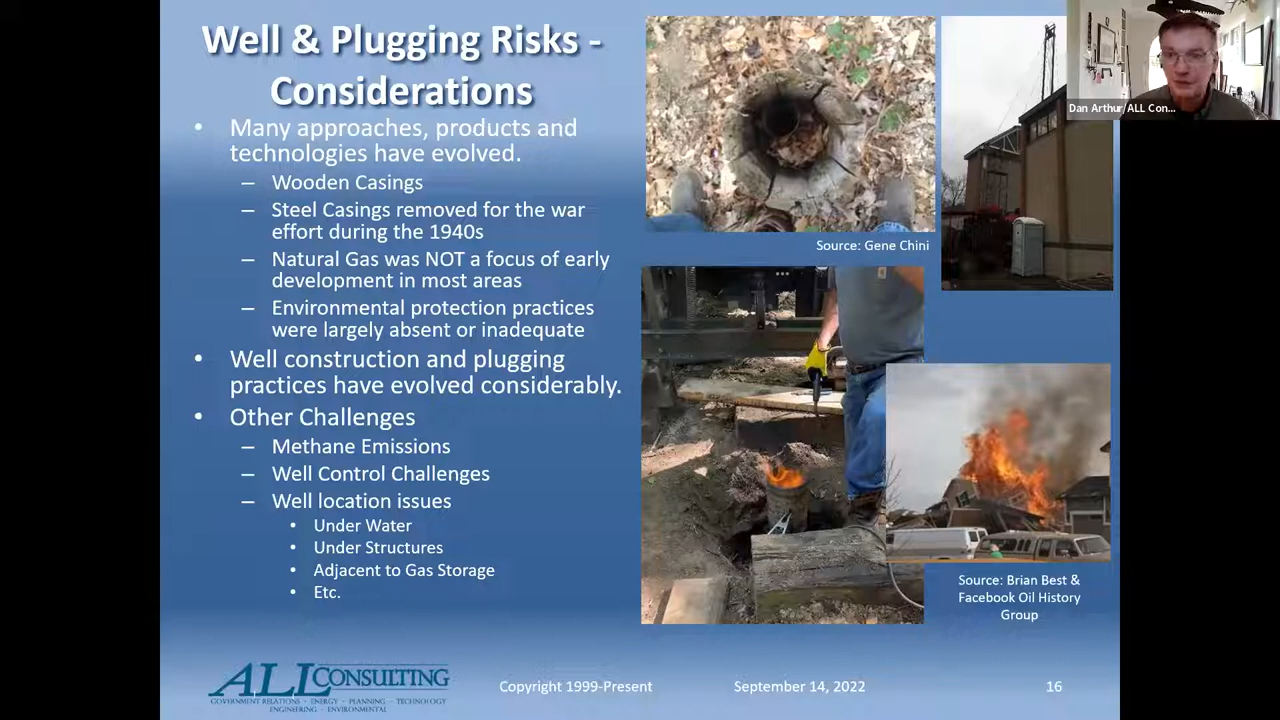 Well & Plugging Risks -
Considerations
• Many approaches, products and
technologies have evolved.
– Wooden Casings
– Steel Casings removed for the war
effort during the 1940s
– Natural Gas was NOT a focus of early
development in most areas
– Environmental protection practices
were largely absent or inadequate
• Well construction and plugging
practices have evolved considerably.
• Other Challenges
– Methane Emissions
– Well Control Challenges
– Well location issues
• Under Water
• Under Structures
• Adjacent to Gas Storage
• Etc.
Source: Gene Chini
Dan Arthur/ALL Con...
Source: Brian Best &
Facebook Oil History
Group
ALL CONSULTING
GOVERNMENT RELATIONS · ENERGY · PLANNING · TECHNOLOGY
ENGINEERING · ENVIRONMENTAL
Copyright 1999-Present
September 14, 2022
16